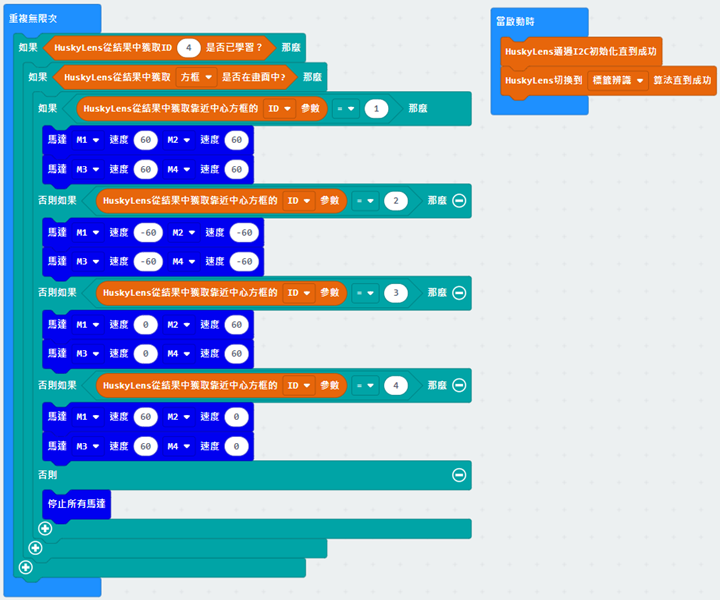 重複無限次
如果 HuskyLens從結果中獲取ID 4 是否已學習？ 那麼
如果 HuskyLens從結果中獲取 方框 是否在畫面中? 那麼
如果 HuskyLens從結果中獲取靠近中心方框的 ID 參數 = 1 那麼
馬達 M1 速度 60 M2 速度 60
馬達 M3 速度 60 M4 速度 60
否則如果 HuskyLens從結果中獲取靠近中心方框的 ID 參數 = 2 那麼
馬達 M1 速度 -60 M2 速度 -60
馬達 M3 速度 -60 M4 速度 -60
否則如果 HuskyLens從結果中獲取靠近中心方框的 ID 參數 = 3 那麼
馬達 M1 速度 0 M2 速度 60
馬達 M3 速度 0 M4 速度 60
否則如果 HuskyLens從結果中獲取靠近中心方框的 ID 參數 = 4 那麼
馬達 M1 速度 60 M2 速度 0
馬達 M3 速度 60 M4 速度 0
否則
停止所有馬達
當啟動時
HuskyLens通過I2C初始化直到成功
HuskyLens切換到 標籤辨識 算法直到成功